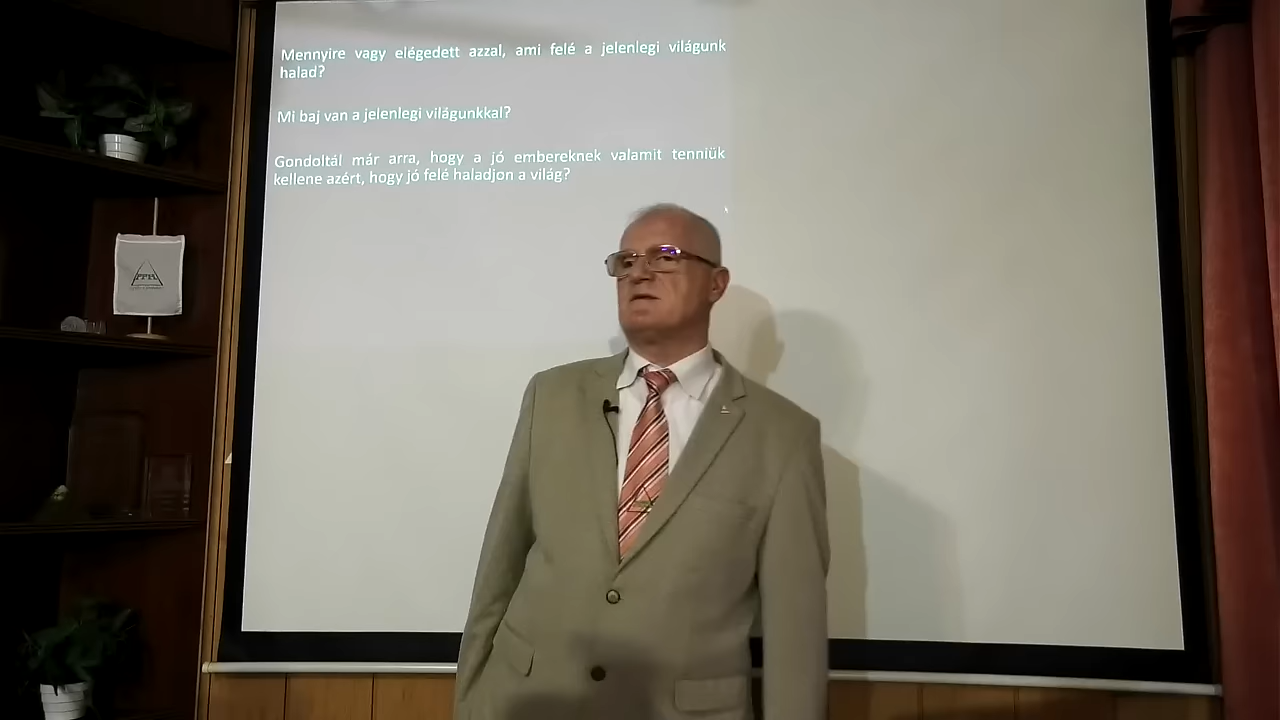 Mennyire vagy elégedett azzal, ami felé a jelenlegi világunk
halad?
Mi baj van a jelenlegi világunkkal?
Gondoltál már arra, hogy a jó embereknek valamit tenniük
kellene azért, hogy jó felé haladjon a világ?